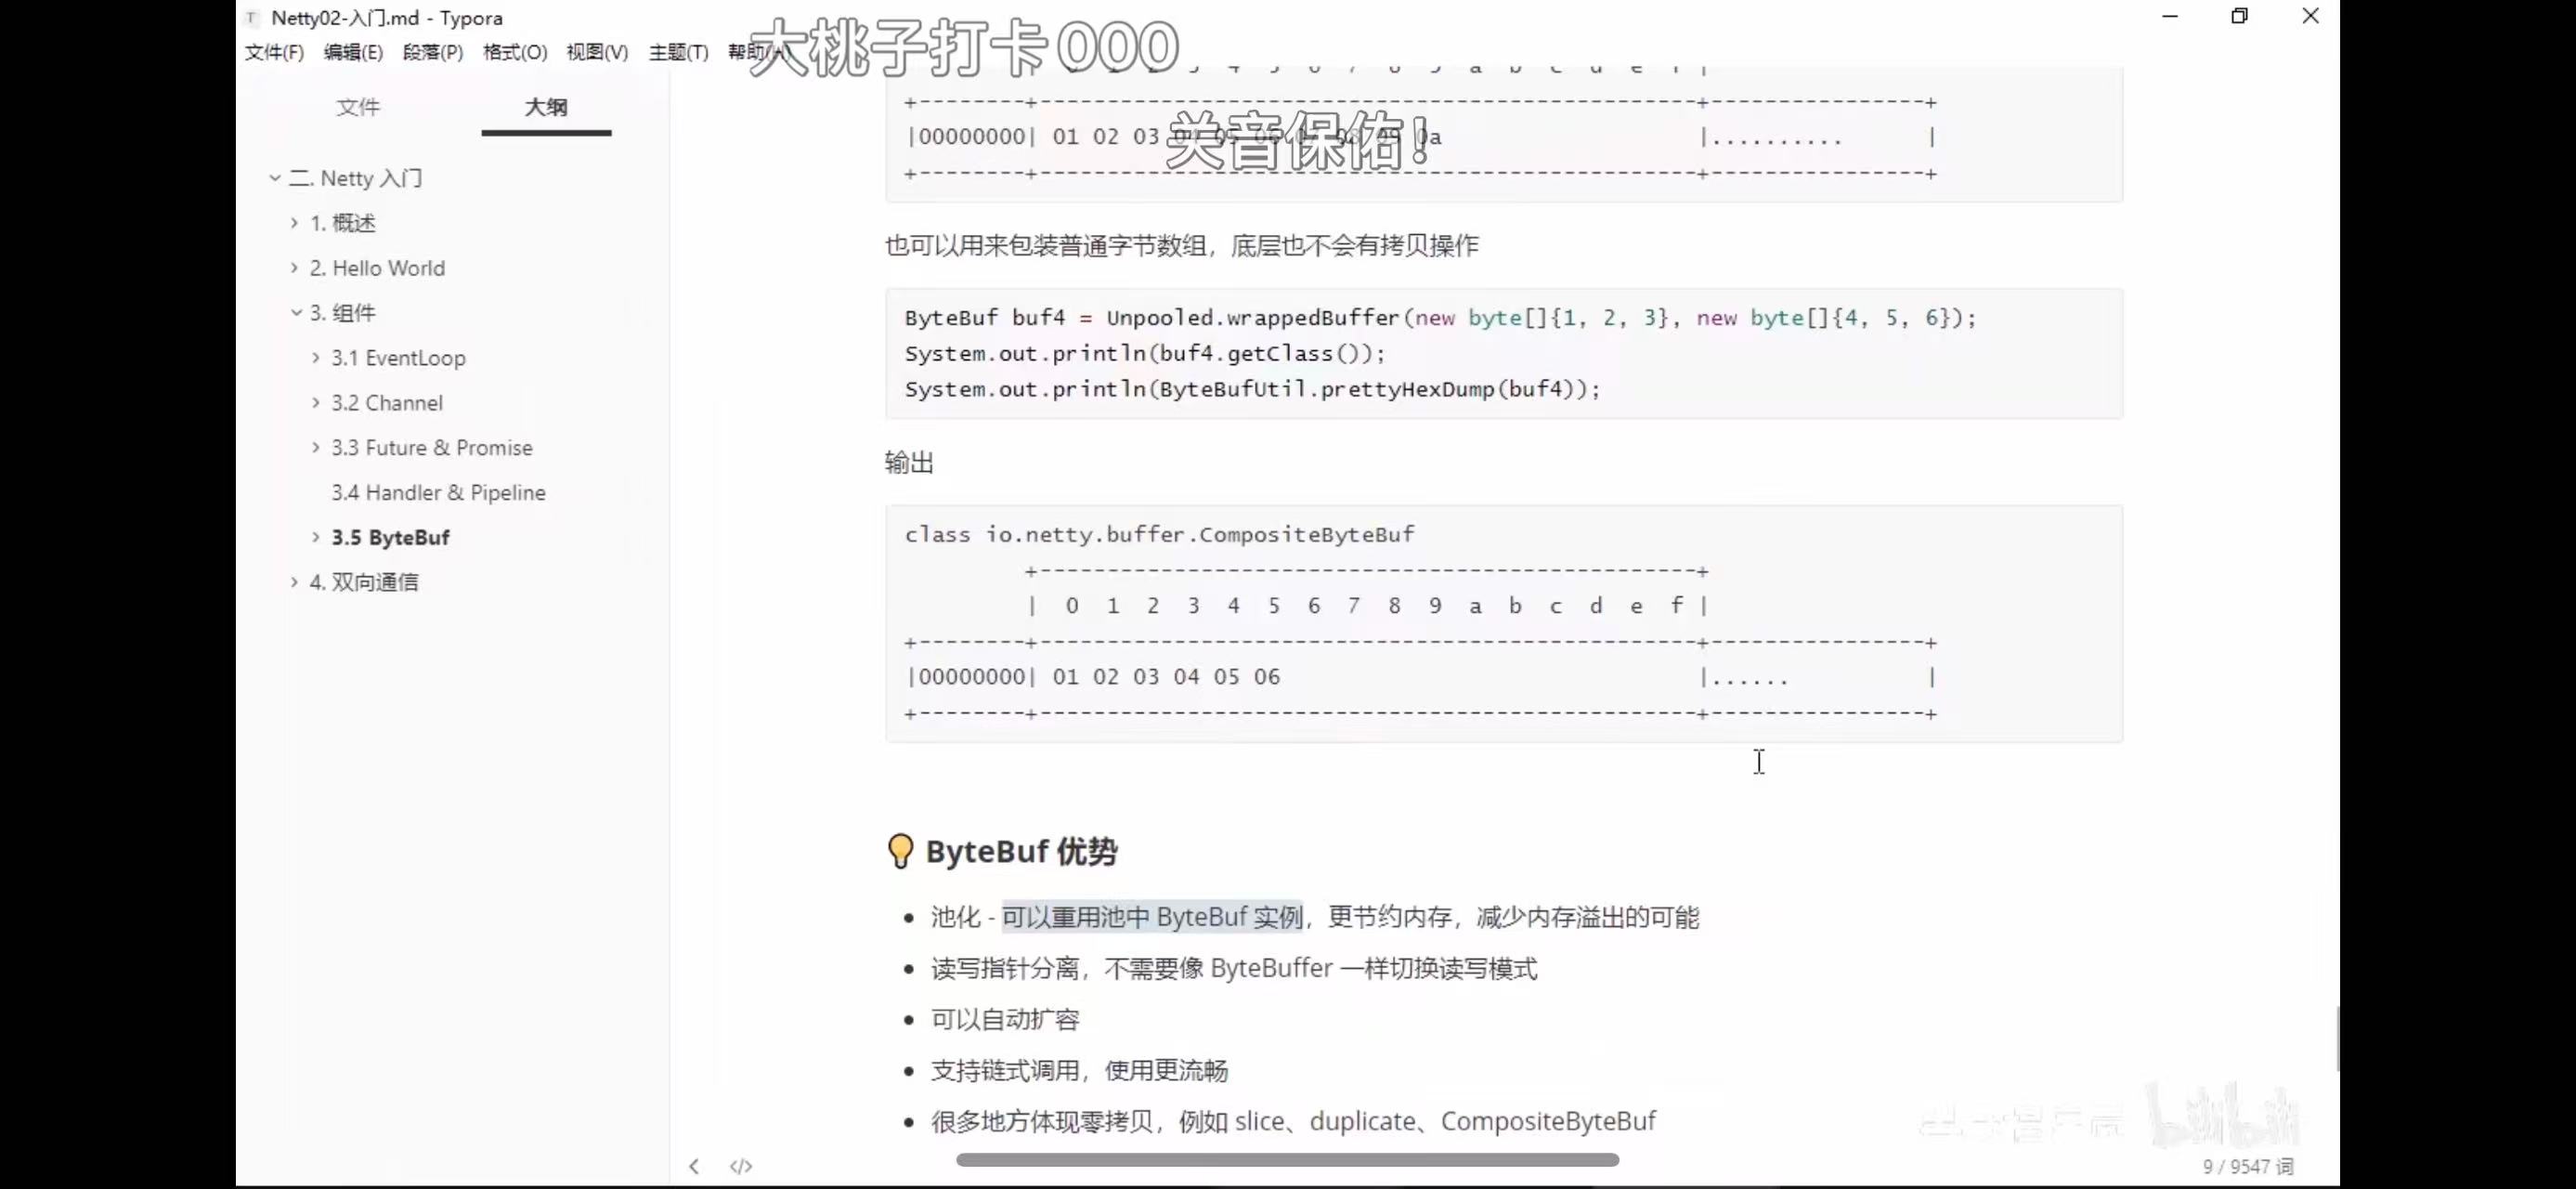 Netty02-入门.md - Typora
文件(F) 编辑(E) 段落(P) 格式(O) 视图(V) 主题(T) 帮助(H)
大桃子打卡000
文件 大纲
二. Netty 入门
1. 概述
2. Hello World
3. 组件
3.1 EventLoop
3.2 Channel
3.3 Future & Promise
3.4 Handler & Pipeline
3.5 ByteBuf
4. 双向通信
+--------+-------------------------------------------------+----------------+
|00000000| 01 02 03 04 05 06 07 08 09 0a |.......... |
关音保佑！
+--------+-------------------------------------------------+----------------+
也可以用来包装普通字节数组，底层也不会有拷贝操作
ByteBuf buf4 = Unpooled.wrappedBuffer(new byte[]{1, 2, 3}, new byte[]{4, 5, 6});
System.out.println(buf4.getClass());
System.out.println(ByteBufUtil.prettyHexDump(buf4));
输出
class io.netty.buffer.CompositeByteBuf
+-------------------------------------------------+
| 0 1 2 3 4 5 6 7 8 9 a b c d e f |
+--------+-------------------------------------------------+----------------+
|00000000| 01 02 03 04 05 06 |...... |
+--------+-------------------------------------------------+----------------+
💡 ByteBuf 优势
• 池化 - 可以重用池中 ByteBuf 实例，更节约内存，减少内存溢出的可能
• 读写指针分离，不需要像 ByteBuffer 一样切换读写模式
• 可以自动扩容
• 支持链式调用，使用更流畅
• 很多地方体现零拷贝，例如 slice、duplicate、CompositeByteBuf
bilibili
9 / 9547 词